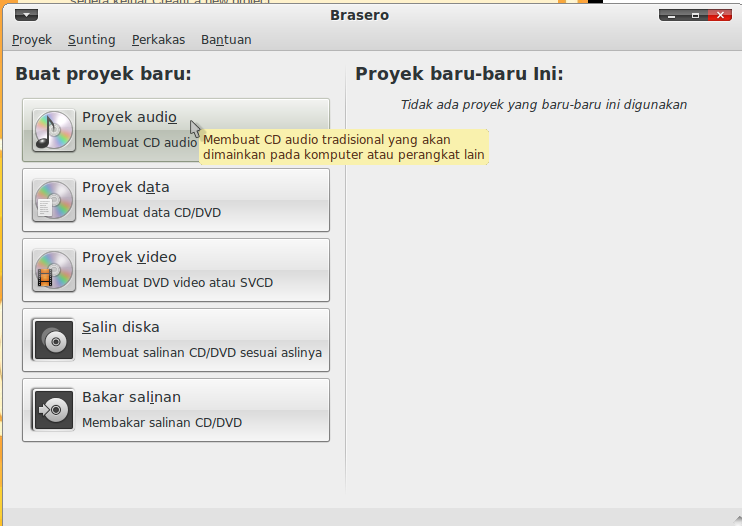 Brasero
Proyek Sunting Perkakas Bantuan
Buat proyek baru:
Proyek audio
Membuat CD audio
Membuat CD audio tradisional yang akan
dimainkan pada komputer atau perangkat lain
Proyek data
Membuat data CD/DVD
Proyek video
Membuat DVD video atau SVCD
Salin diska
Membuat salinan CD/DVD sesuai aslinya
Bakar salinan
Membakar salinan CD/DVD
Proyek baru-baru Ini:
Tidak ada proyek yang baru-baru ini digunakan